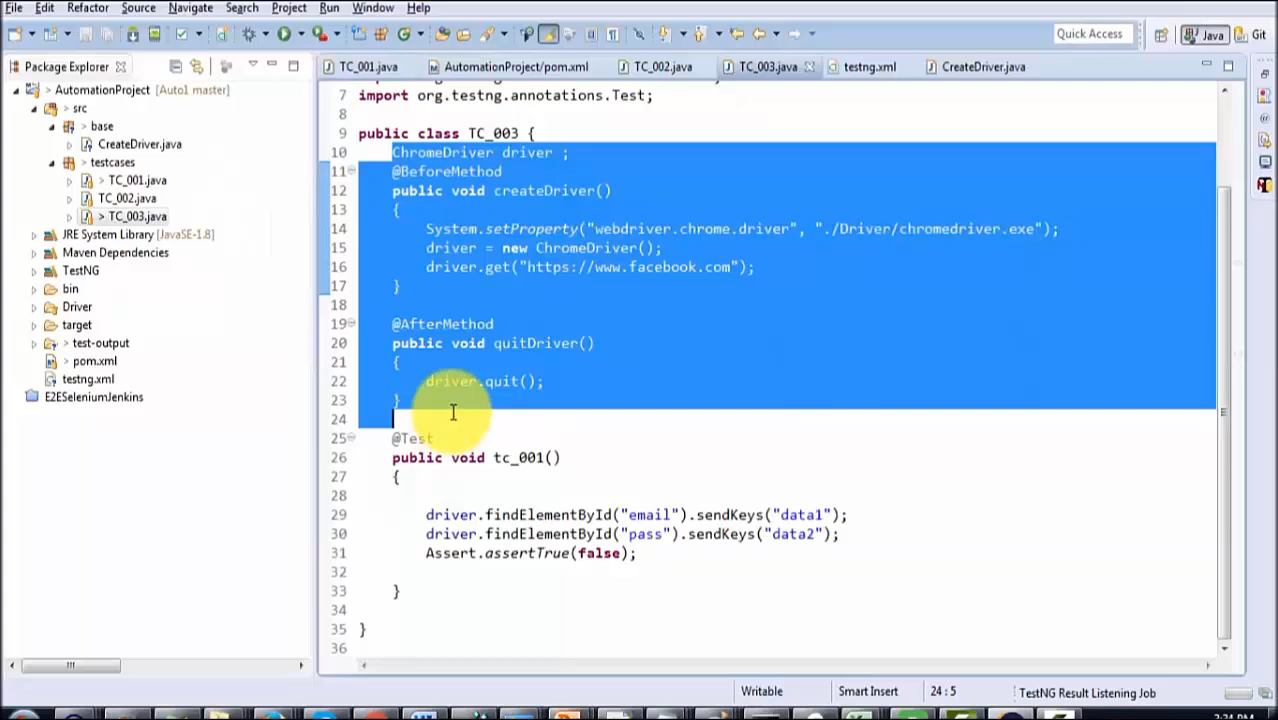 File Edit Refactor Source Navigate Search Project Run Window Help
Quick Access
Java
Git
Package Explorer
TC_001.java
AutomationProject/pom.xml
TC_002.java
TC_003.java
testng.xml
CreateDriver.java
> AutomationProject [Auto1 master]
> src
> base
> CreateDriver.java
> testcases
> TC_001.java
TC_002.java
> TC_003.java
JRE System Library [JavaSE-1.8]
Maven Dependencies
TestNG
bin
Driver
target
> test-output
> pom.xml
testng.xml
E2ESeleniumJenkins
7 import org.testng.annotations.Test;
8
9 public class TC_003 {
10 ChromeDriver driver ;
11 @BeforeMethod
12 public void createDriver()
13 {
14 System.setProperty("webdriver.chrome.driver", "./Driver/chromedriver.exe");
15 driver = new ChromeDriver();
16 driver.get("https://www.facebook.com");
17 }
18
19 @AfterMethod
20 public void quitDriver()
21 {
22 driver.quit();
23 }
24
25 @Test
26 public void tc_001()
27 {
28
29 driver.findElementById("email").sendKeys("data1");
30 driver.findElementById("pass").sendKeys("data2");
31 Assert.assertTrue(false);
32
33 }
34
35 }
36
Writable
Smart Insert
24 : 5
TestNG Result Listening Job